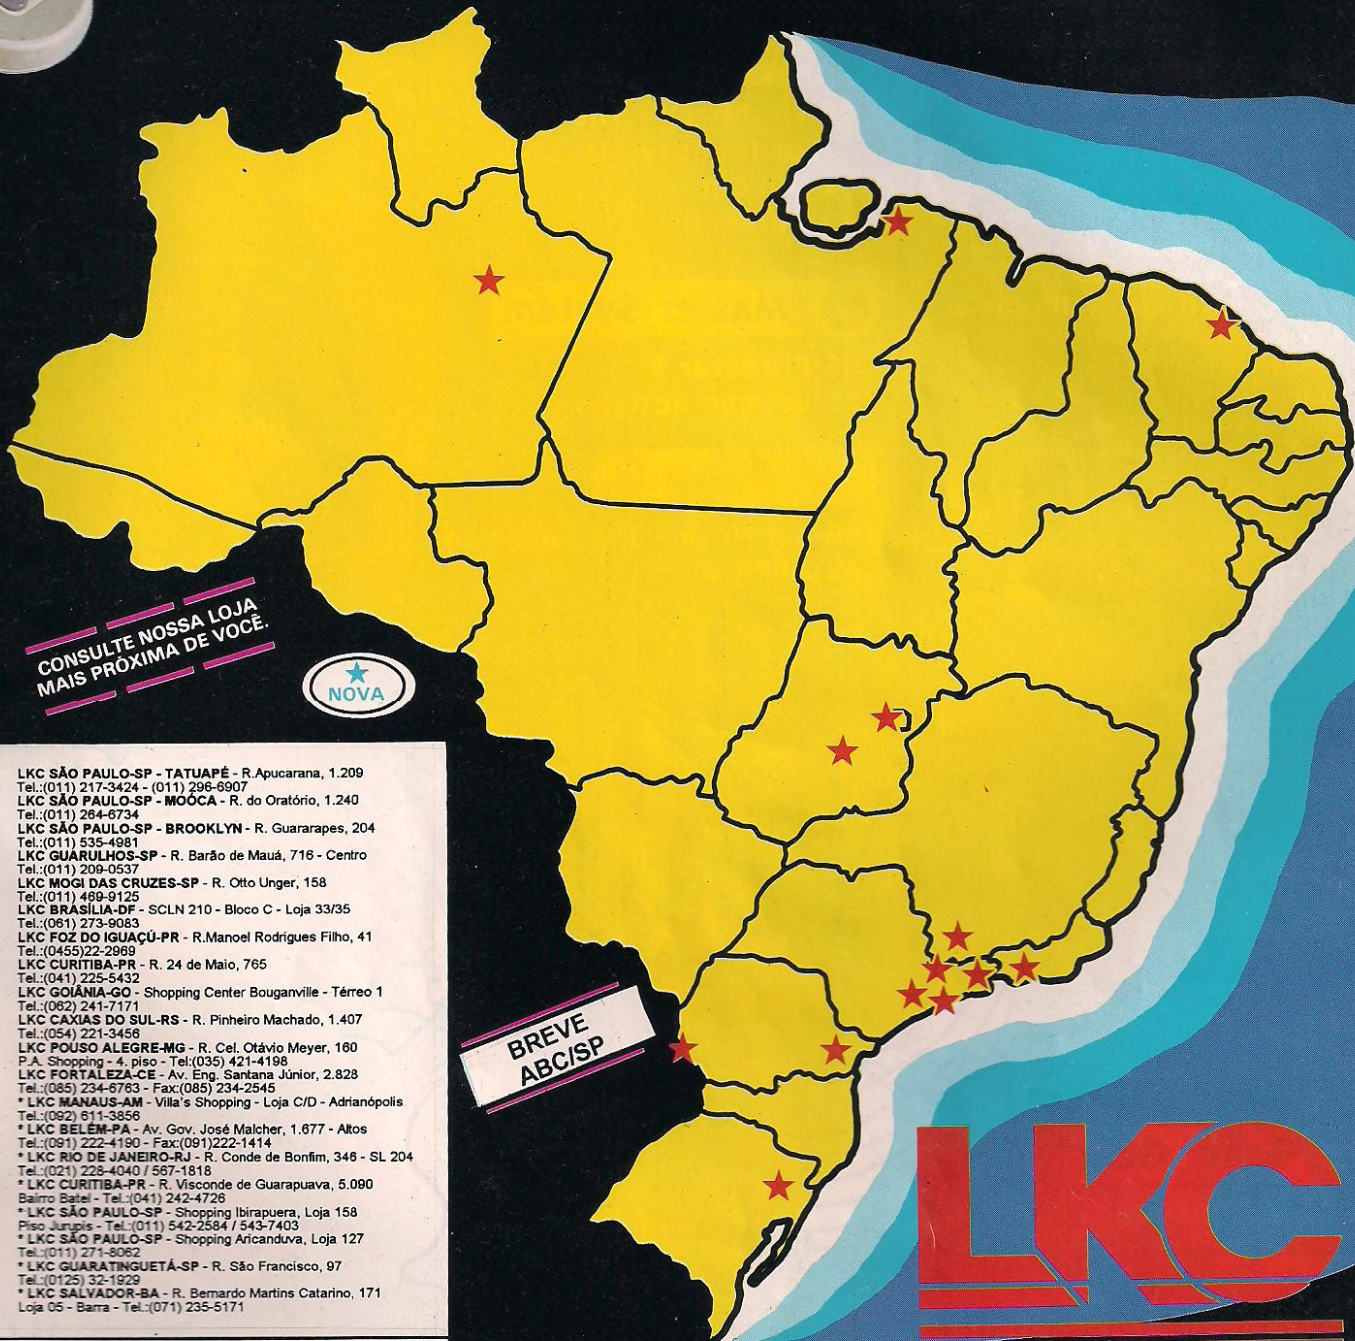 CONSULTE NOSSA LOJA
MAIS PRÓXIMA DE VOCÊ.
NOVA
LKC SÃO PAULO-SP - TATUAPÉ - R.Apucarana, 1.209
Tel.:(011) 217-3424 - (011) 296-6907
LKC SÃO PAULO-SP - MOÓCA - R. do Oratório, 1.240
Tel.:(011) 264-6734
LKC SÃO PAULO-SP - BROOKLYN - R. Guararapes, 204
Tel.:(011) 535-4981
LKC GUARULHOS-SP - R. Barão de Mauá, 716 - Centro
Tel.:(011) 209-0537
LKC MOGI DAS CRUZES-SP - R. Otto Unger, 158
Tel.:(011) 469-9125
LKC BRASÍLIA-DF - SCLN 210 - Bloco C - Loja 33/35
Tel.:(061) 273-9083
LKC FOZ DO IGUAÇÚ-PR - R.Manoel Rodrigues Filho, 41
Tel.:(0455)22-2969
LKC CURITIBA-PR - R. 24 de Maio, 765
Tel.:(041) 225-5432
LKC GOIÂNIA-GO - Shopping Center Bouganville - Térreo 1
Tel.:(062) 241-7171
LKC CAXIAS DO SUL-RS - R. Pinheiro Machado, 1.407
Tel.:(054) 221-3456
LKC POUSO ALEGRE-MG - R. Cel. Otávio Meyer, 160
P.A. Shopping - 4. piso - Tel:(035) 421-4198
LKC FORTALEZA-CE - Av. Eng. Santana Júnior, 2.828
Tel.:(085) 234-6763 - Fax:(085) 234-2545
* LKC MANAUS-AM - Villa's Shopping - Loja C/D - Adrianópolis
Tel.:(092) 611-3856
* LKC BELÉM-PA - Av. Gov. José Malcher, 1.677 - Altos
Tel.:(091) 222-4190 - Fax:(091)222-1414
* LKC RIO DE JANEIRO-RJ - R. Conde de Bonfim, 346 - SL 204
Tel.:(021) 228-4040 / 567-1818
* LKC CURITIBA-PR - R. Visconde de Guarapuava, 5.090
Bairro Batel - Tel.:(041) 242-4726
* LKC SÃO PAULO-SP - Shopping Ibirapuera, Loja 158
Piso Jurupis - Tel.:(011) 542-2584 / 543-7403
* LKC SÃO PAULO-SP - Shopping Aricanduva, Loja 127
Tel.:(011) 271-8062
* LKC GUARATINGUETÁ-SP - R. São Francisco, 97
Tel.:(0125) 32-1929
* LKC SALVADOR-BA - R. Bernardo Martins Catarino, 171
Loja 05 - Barra - Tel.:(071) 235-5171
BREVE
ABC/SP
LKC